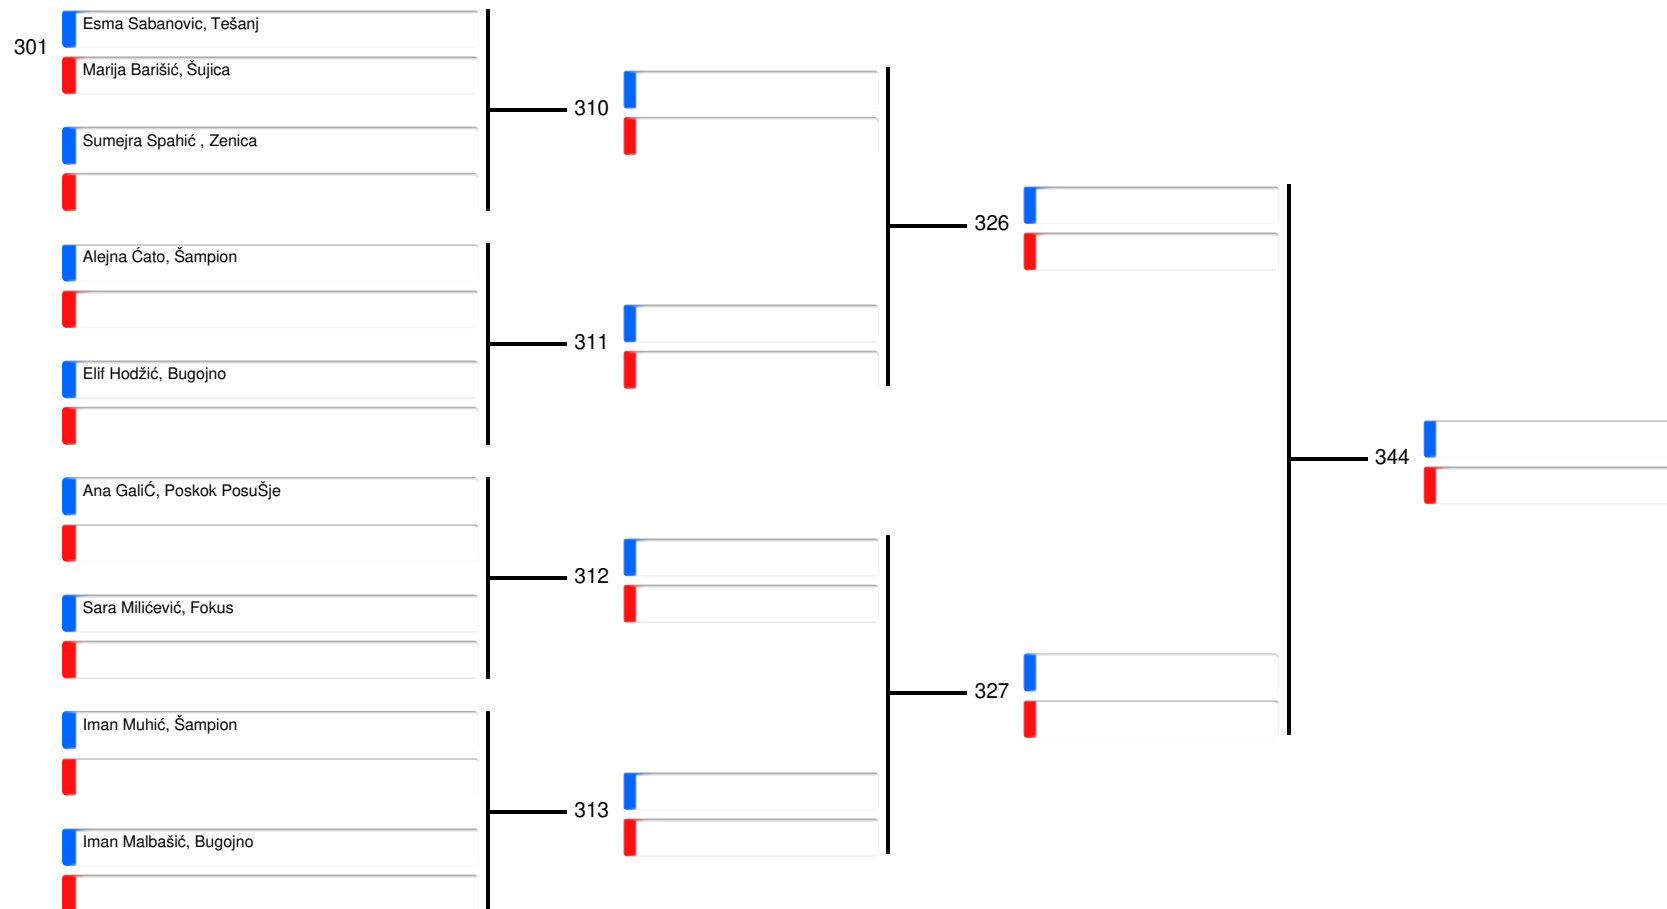 301
Esma Sabanovic, Tešanj
Marija Barišić, Šujica
Sumejra Spahić , Zenica
310
Alejna Ćato, Šampion
Elif Hodžić, Bugojno
311
326
Ana GaliĆ, Poskok PosuŠje
Sara Milićević, Fokus
312
Iman Muhić, Šampion
Iman Malbašić, Bugojno
313
327
344